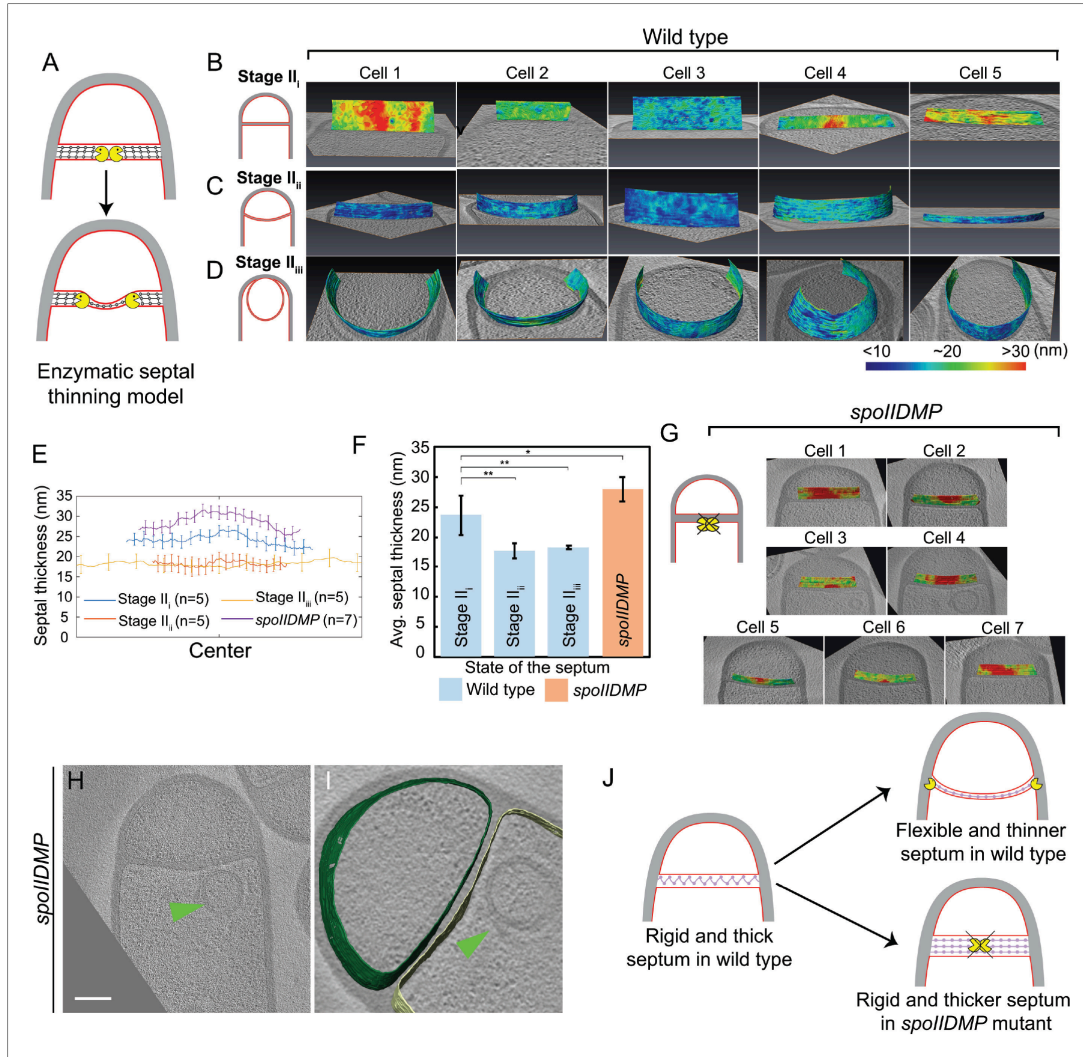 Wild type
A
B
Stage IIi
Cell 1
Cell 2
Cell 3
Cell 4
Cell 5
C
Stage IIii
D
Stage IIiii
Enzymatic septal
thinning model
<10
~20
>30 (nm)
E
Septal thickness (nm)
35
30
25
20
15
10
5
0
Stage IIi (n=5)
Stage IIiii (n=5)
Stage IIii (n=5)
spoIIDMP (n=7)
Center
F
Avg. septal thickness (nm)
35
30
25
20
15
10
5
0
*
**
**
Stage IIi
Stage IIii
Stage IIiii
spoIIDMP
State of the septum
Wild type
spoIIDMP
G
spoIIDMP
Cell 1
Cell 2
Cell 3
Cell 4
Cell 5
Cell 6
Cell 7
spoIIDMP
H
I
J
Rigid and thick
septum in wild type
Flexible and thinner
septum in wild type
Rigid and thicker septum
in spoIIDMP mutant